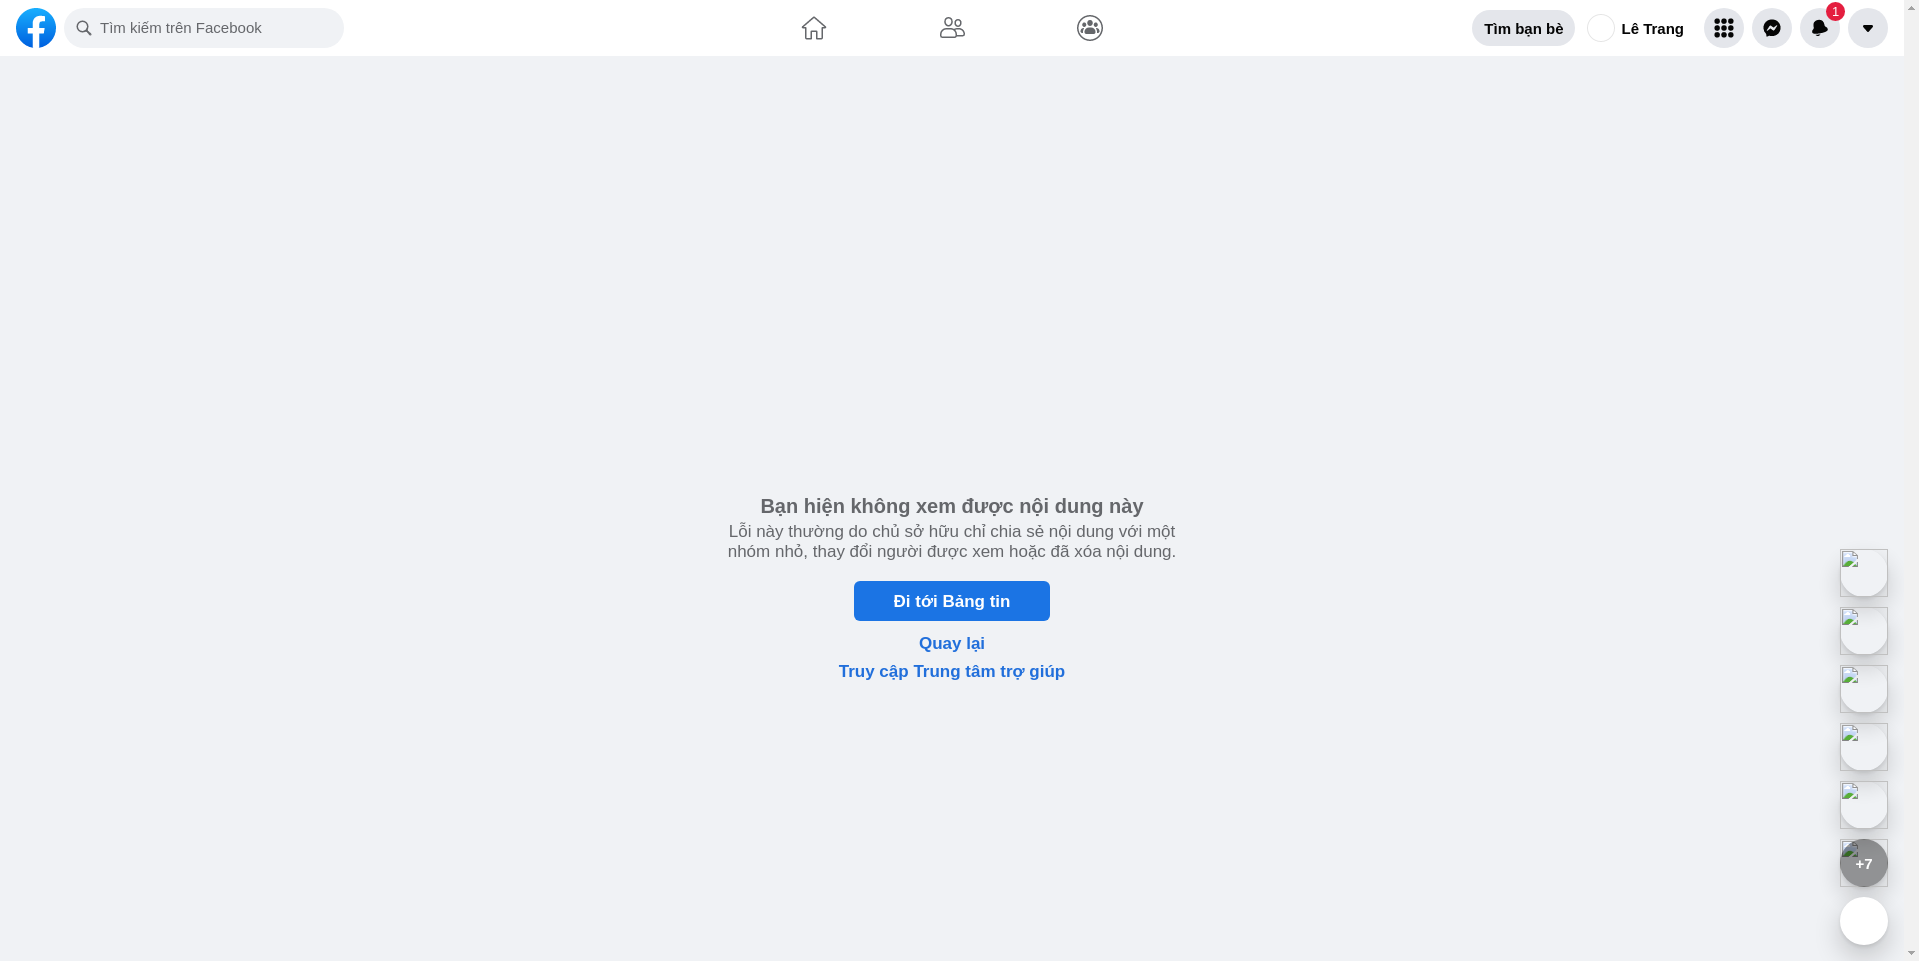 Tìm kiếm trên Facebook
Tìm bạn bè
Lê Trang
1
Bạn hiện không xem được nội dung này
Lỗi này thường do chủ sở hữu chỉ chia sẻ nội dung với một
nhóm nhỏ, thay đổi người được xem hoặc đã xóa nội dung.
Đi tới Bảng tin
Quay lại
Truy cập Trung tâm trợ giúp
+7